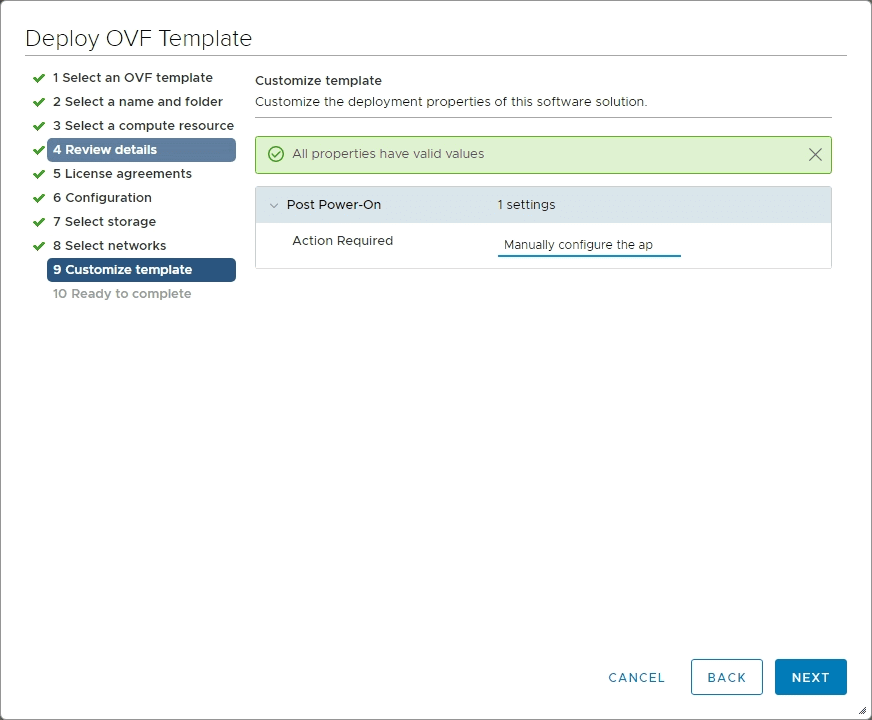 Deploy OVF Template
1 Select an OVF template
2 Select a name and folder
3 Select a compute resource
4 Review details
5 License agreements
6 Configuration
7 Select storage
8 Select networks
9 Customize template
10 Ready to complete
Customize template
Customize the deployment properties of this software solution.
All properties have valid values
Post Power-On 1 settings
Action Required Manually configure the ap
CANCEL BACK NEXT